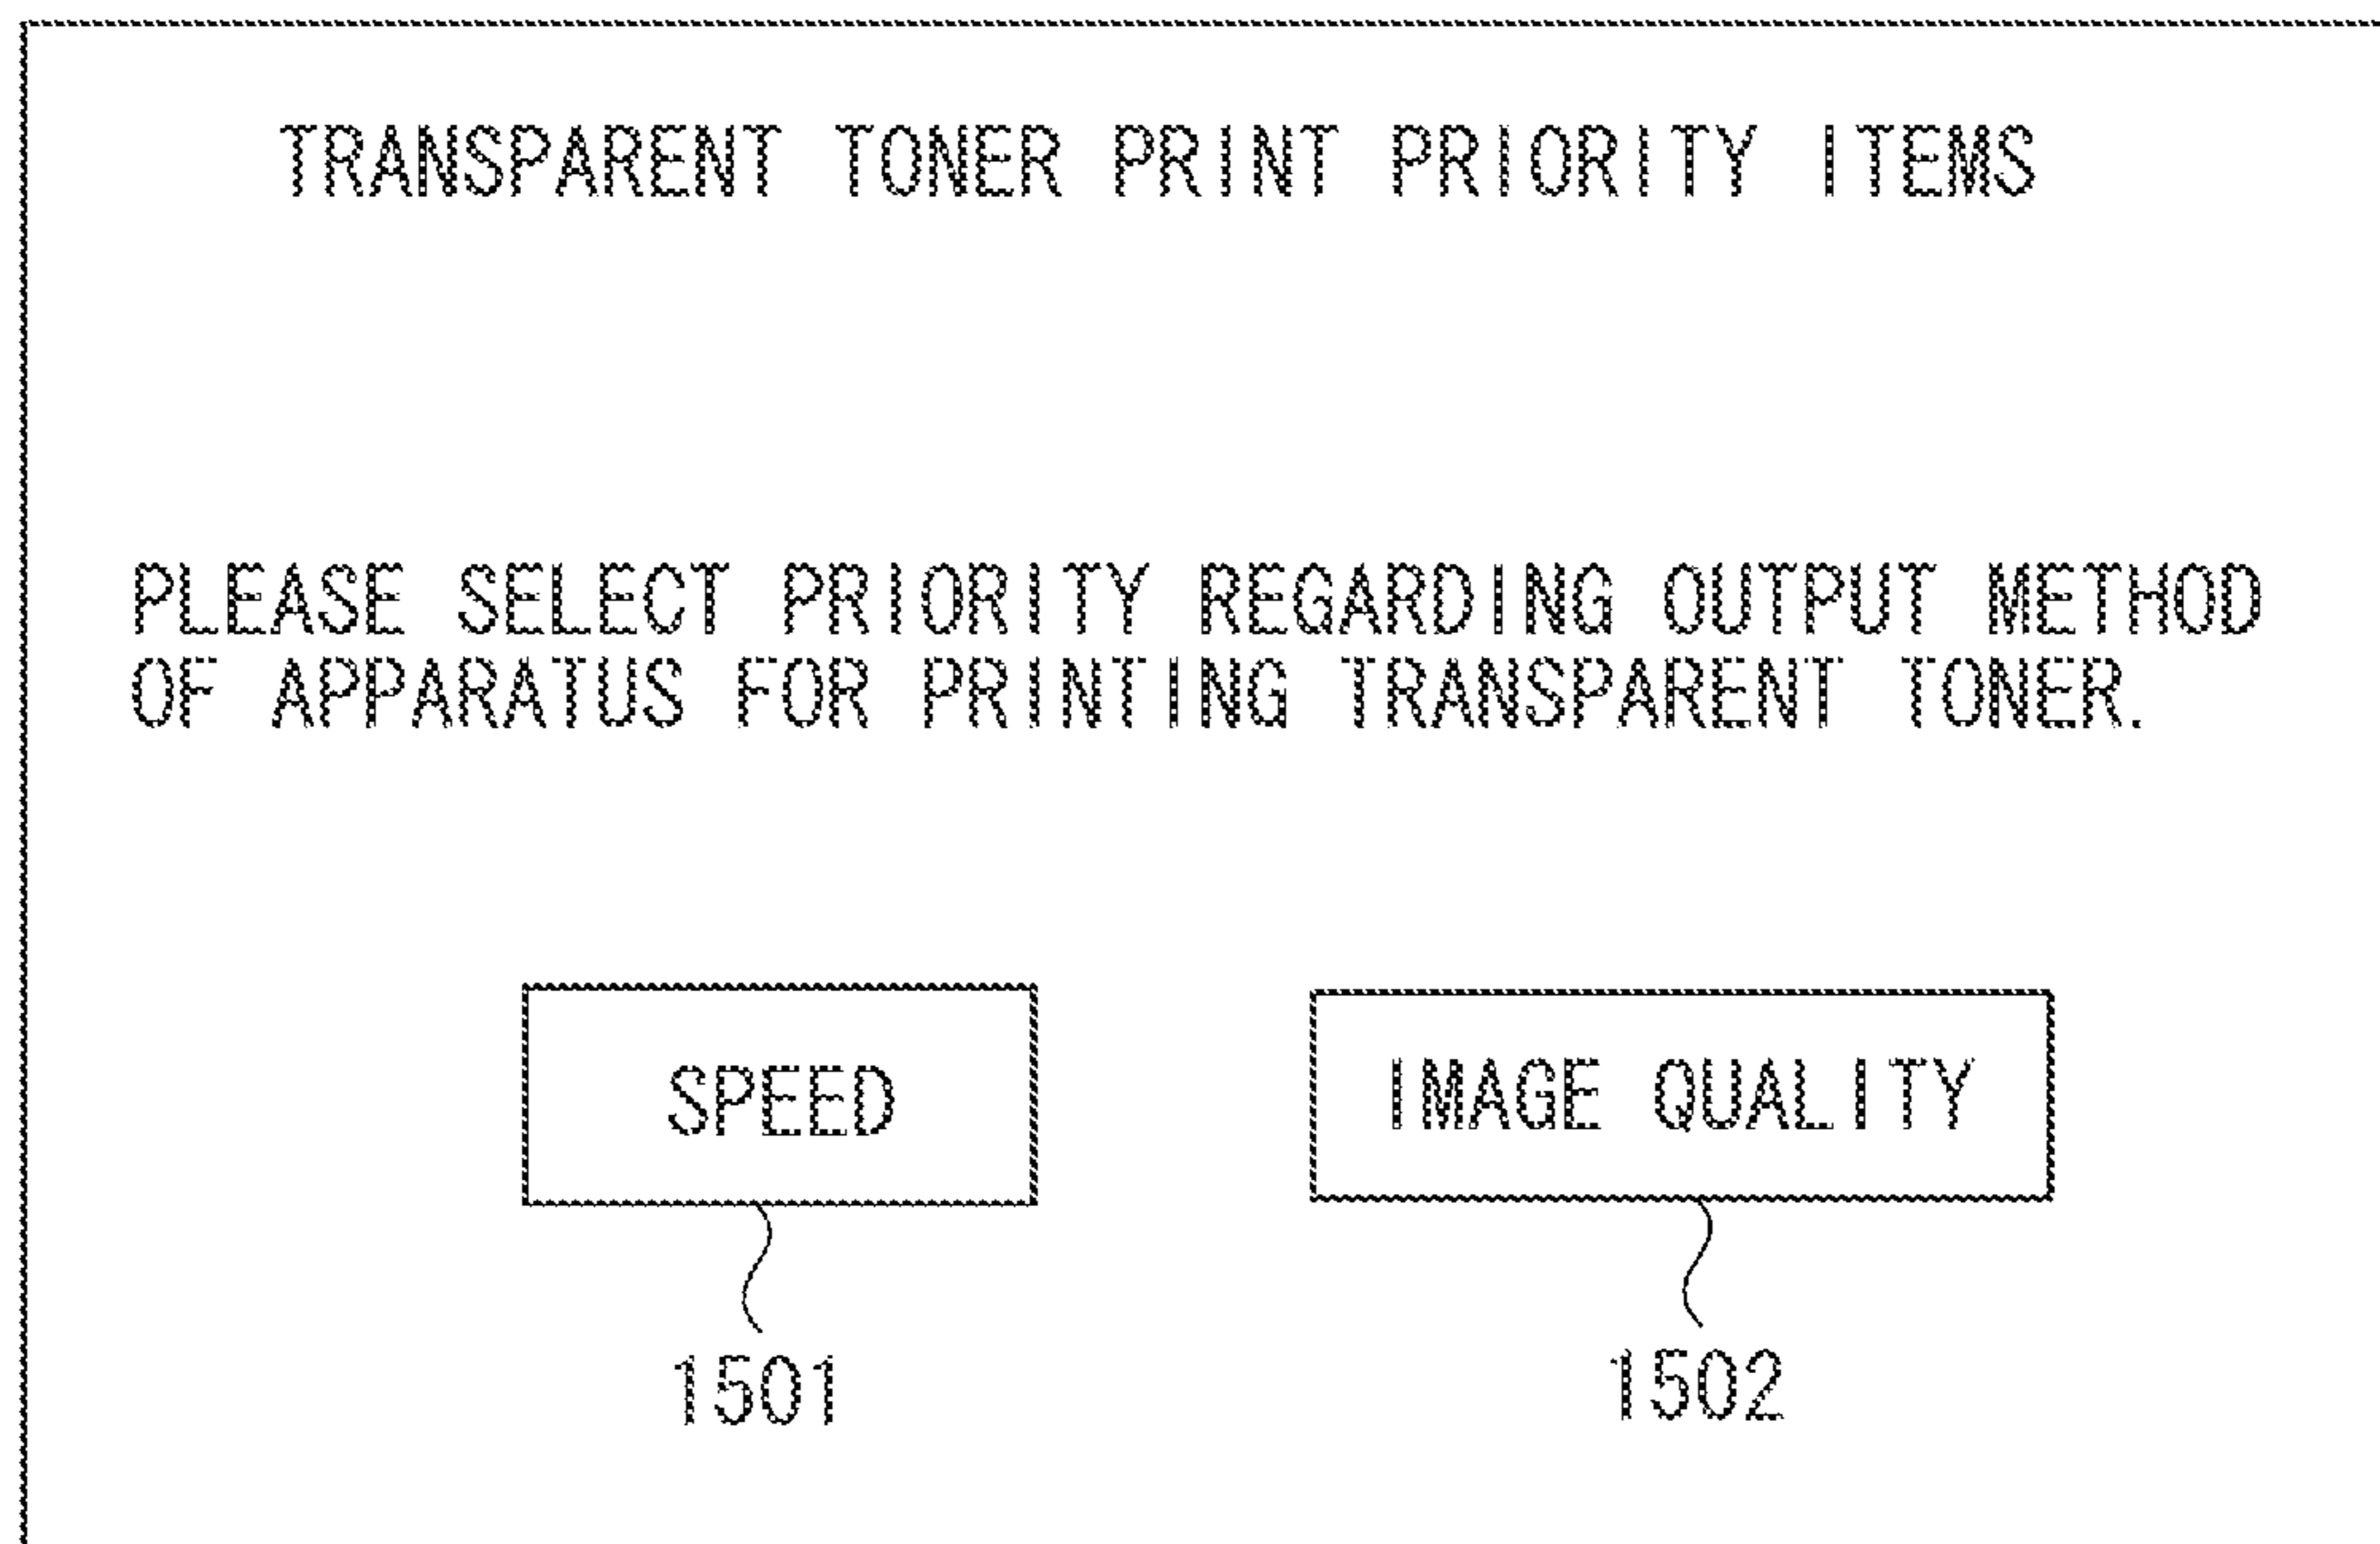 TRANSPARENT TONER PRINT PRIORITY ITEMS
PLEASE SELECT PRIORITY REGARDING OUTPUT METHOD
OF APPARATUS FOR PRINTING TRANSPARENT TONER.
SPEED
IMAGE QUALITY
1501
1502